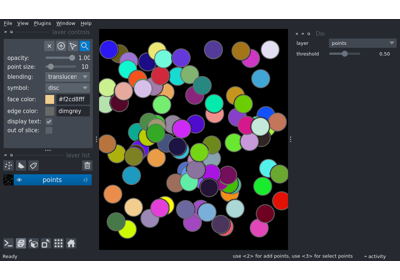 File View Plugins Window Help
layer controls
opacity: 1.00
point size: 10
blending: translucen
symbol: disc
face color: #f2cd8fff
edge color: dimgrey
display text:
out of slice:
layer list
points
Do
layer points
threshold 0.50
Ready
use <2> for add points, use <3> for select points
activity